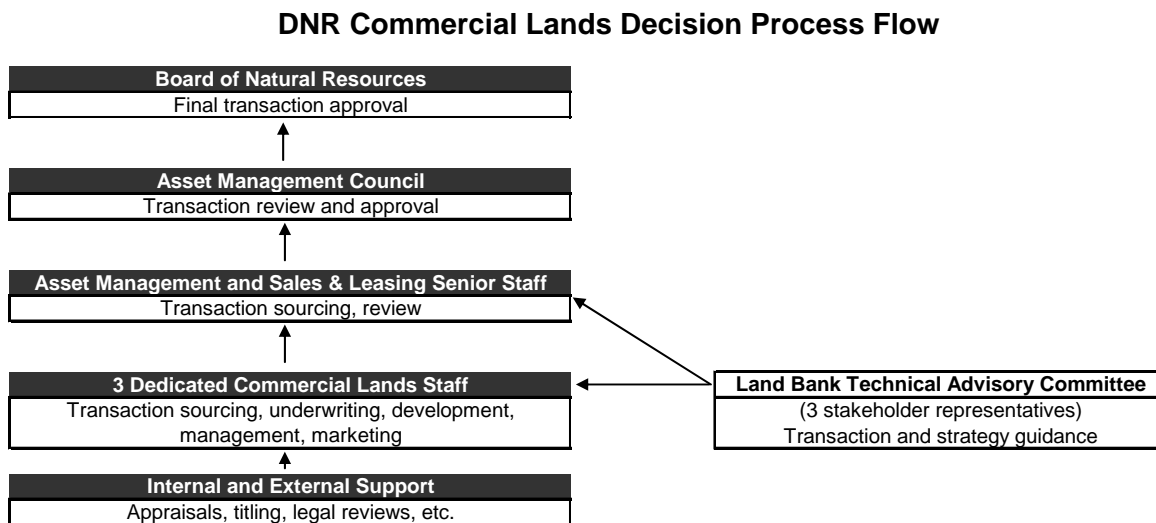 DNR Commercial Lands Decision Process Flow
Board of Natural Resources
Final transaction approval
Asset Management Council
Transaction review and approval
Asset Management and Sales & Leasing Senior Staff
Transaction sourcing, review
3 Dedicated Commercial Lands Staff
Transaction sourcing, underwriting, development,
management, marketing
Land Bank Technical Advisory Committee
(3 stakeholder representatives)
Transaction and strategy guidance
Internal and External Support
Appraisals, titling, legal reviews, etc.